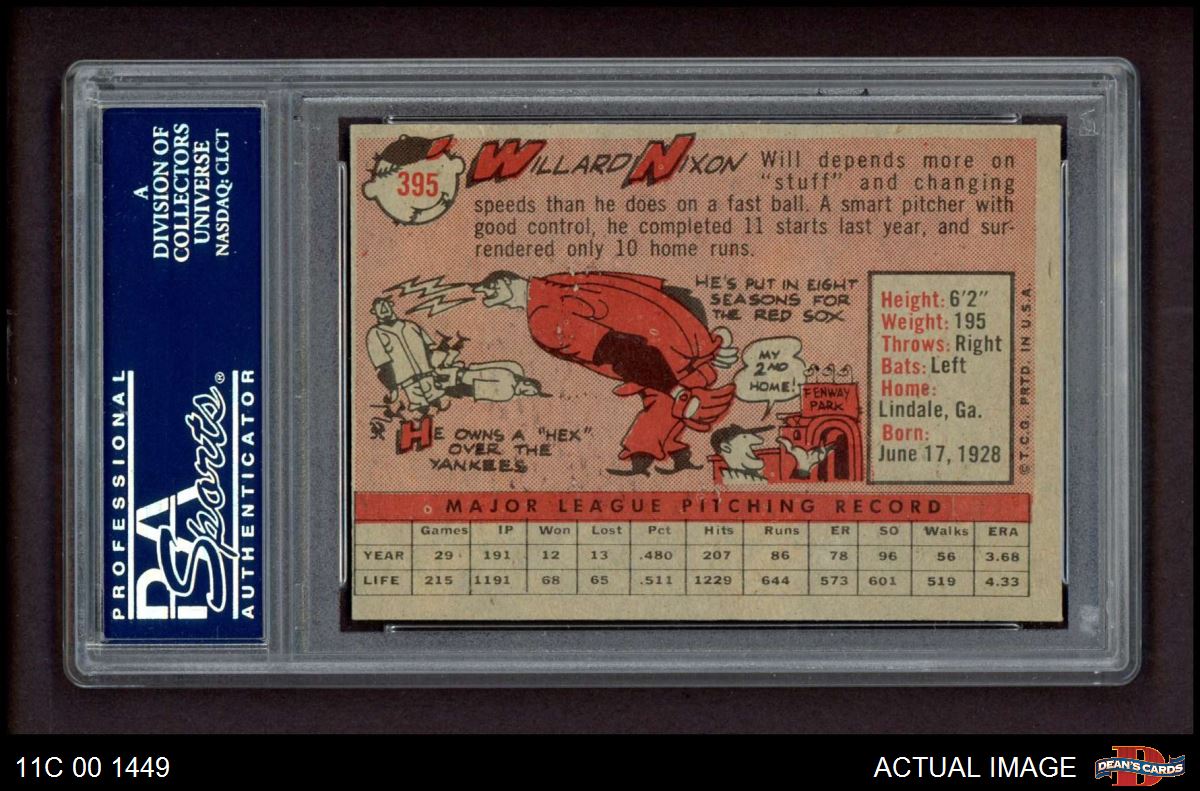 A
DIVISION OF
COLLECTORS
UNIVERSE
NASDAQ: CLCT
PROFESSIONAL
PSA
Sports®
AUTHENTICATOR
395
WILLARD NIXON
Will depends more on
"stuff" and changing
speeds than he does on a fast ball. A smart pitcher with
good control, he completed 11 starts last year, and sur-
rendered only 10 home runs.
HE'S PUT IN EIGHT
SEASONS FOR
THE RED SOX
MY
2ND
HOME!
FENWAY
PARK
HE OWNS A "HEX"
OVER THE
YANKEES
Height: 6'2"
Weight: 195
Throws: Right
Bats: Left
Home:
Lindale, Ga.
Born:
June 17, 1928
©T.C.G. PRTD. IN U.S.A.
MAJOR LEAGUE PITCHING RECORD
Games IP Won Lost Pct Hits Runs ER SO Walks ERA
YEAR 29 191 12 13 .480 207 86 78 96 56 3.68
LIFE 215 1191 68 65 .511 1229 644 573 601 519 4.33
11C 00 1449
ACTUAL IMAGE
DEAN'S CARDS